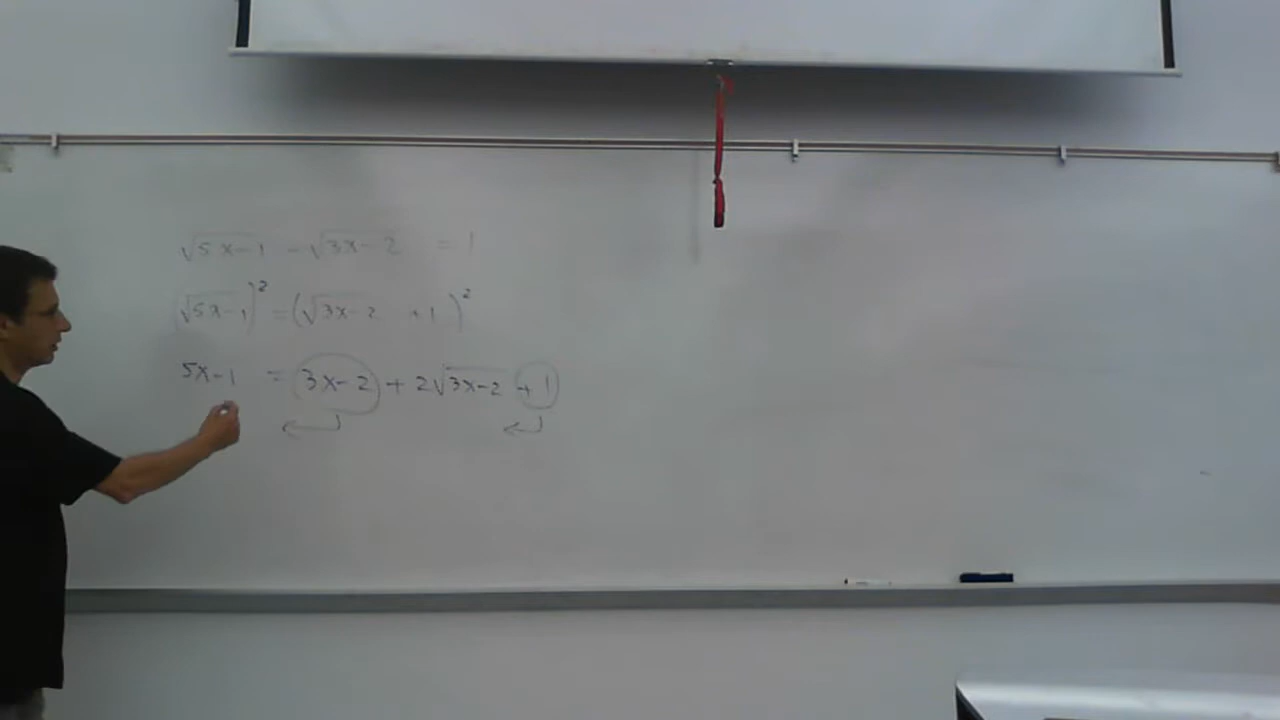 √5x-1 - √3x-2 = 1
(√5x-1)² = (√3x-2 + 1)²
5x-1 = 3x-2 + 2√3x-2 + 1